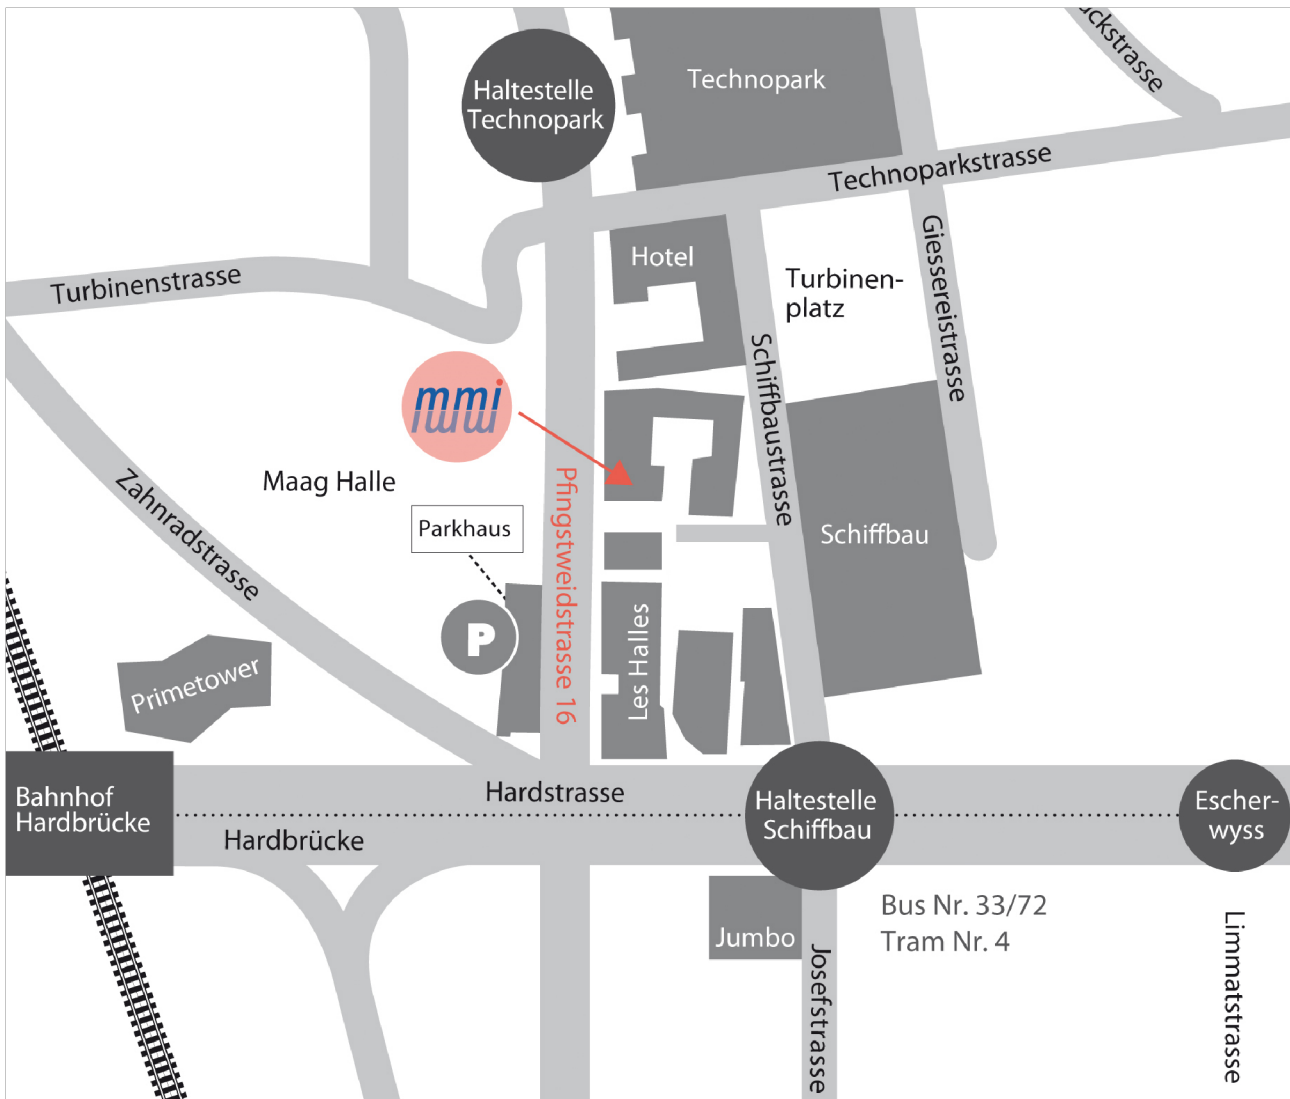 Haltestelle
Technopark
Technopark
Technoparkstrasse
Turbinenstrasse
Hotel
Turbinen-
platz
Giessereistrasse
Schiffbaustrasse
mmi
Maag Halle
Zahnradstrasse
Parkhaus
Pfingstweidstrasse 16
Schiffbau
P
Les Halles
Primetower
Bahnhof
Hardbrücke
Hardstrasse
Hardbrücke
Haltestelle
Schiffbau
Escher-
wyss
Jumbo
Bus Nr. 33/72
Tram Nr. 4
Josefstrasse
Limmatstrasse